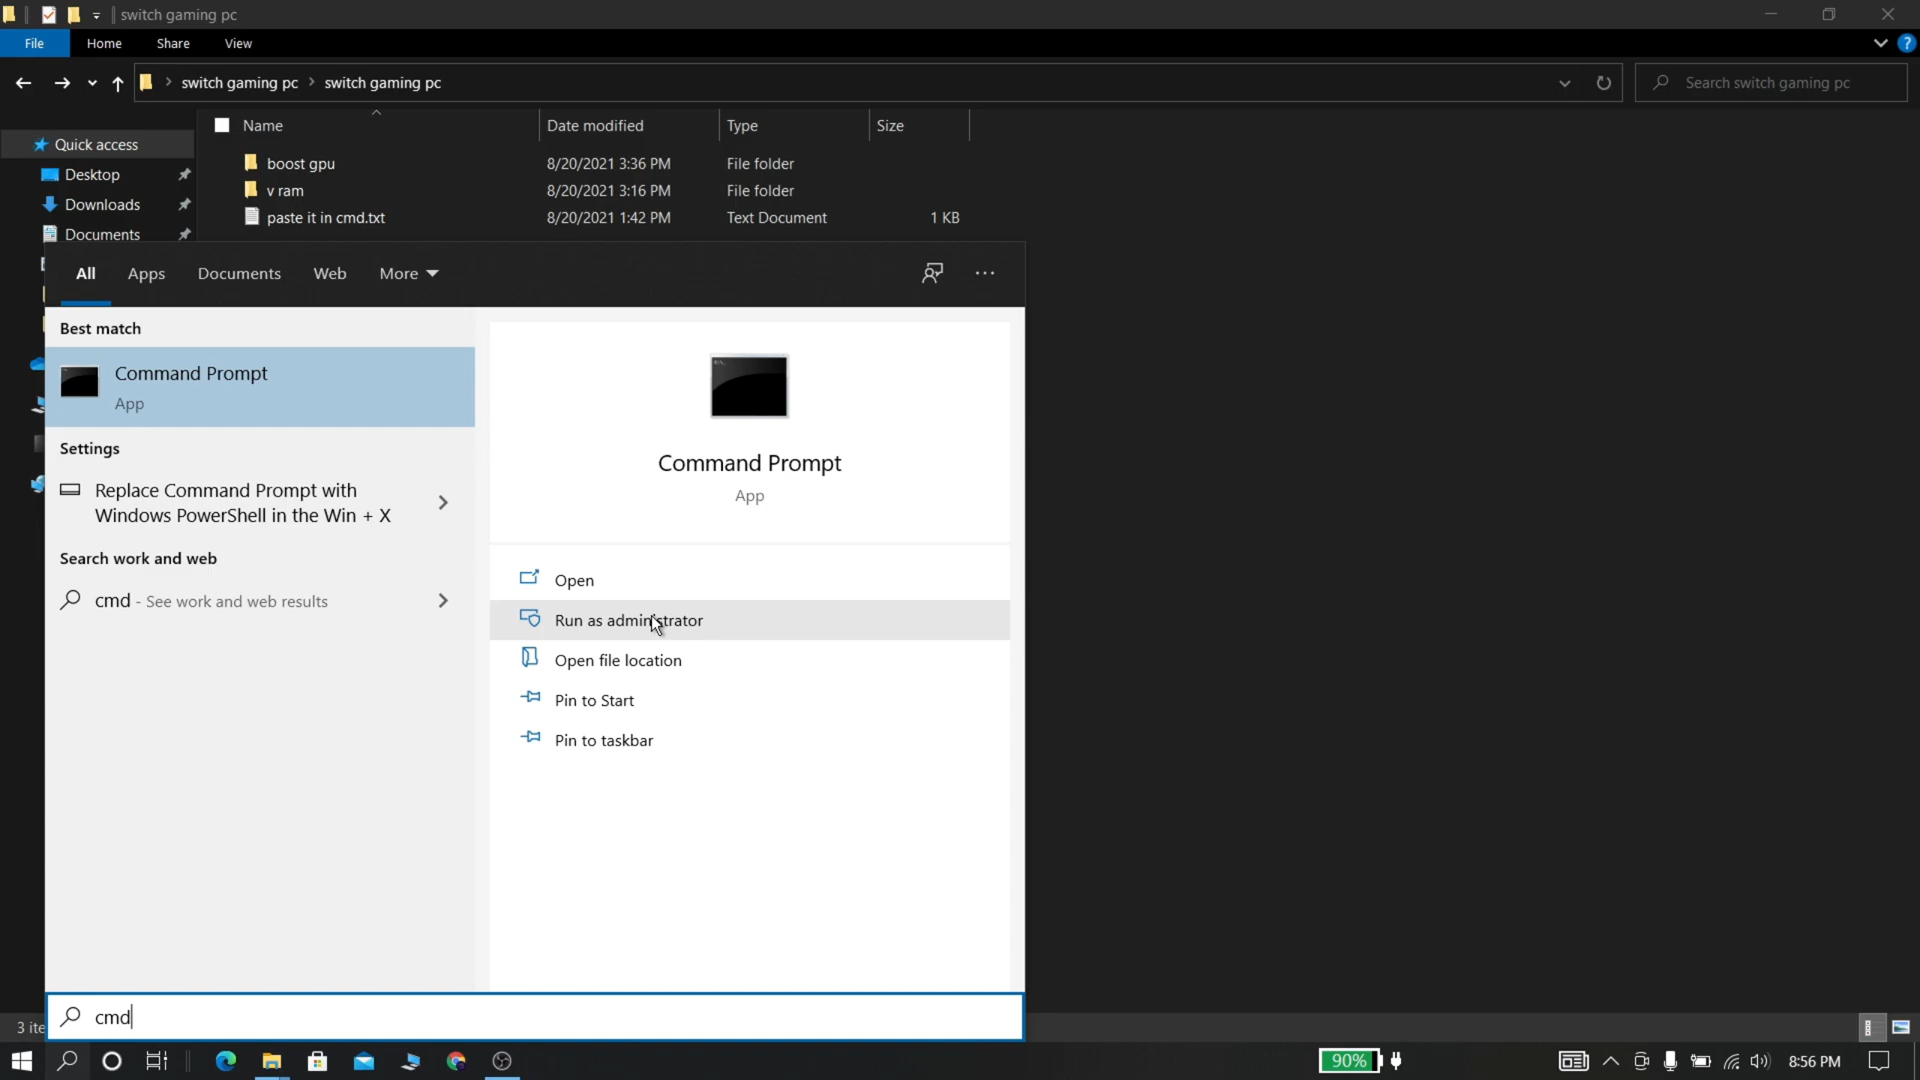 switch gaming pc
File Home Share View
?
switch gaming pc switch gaming pc
Search switch gaming pc
Name Date modified Type Size
Quick access
Desktop
Downloads
Documents
boost gpu 8/20/2021 3:36 PM File folder
v ram 8/20/2021 3:16 PM File folder
paste it in cmd.txt 8/20/2021 1:42 PM Text Document 1 KB
All Apps Documents Web More
Best match
Command Prompt
App
Settings
Replace Command Prompt with
Windows PowerShell in the Win + X
Search work and web
cmd - See work and web results
Command Prompt
App
Open
Run as administrator
Open file location
Pin to Start
Pin to taskbar
cmd
3 ite
90% 8:56 PM